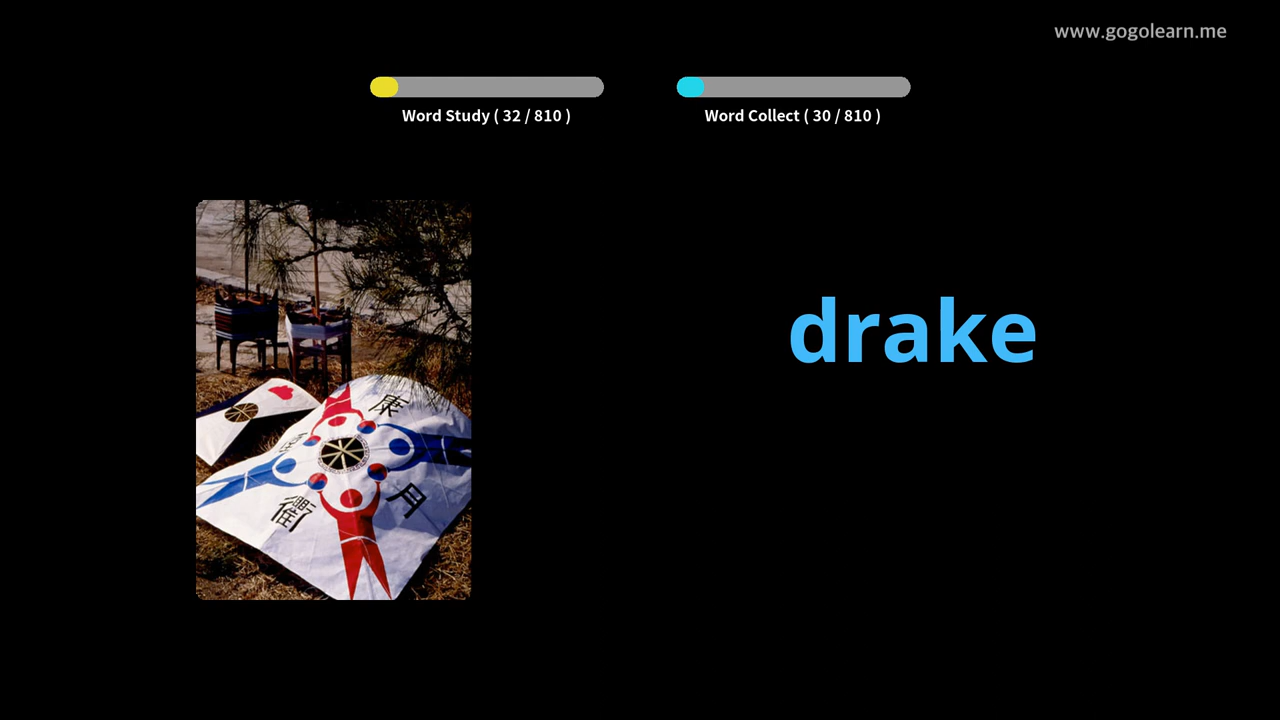 www.gogolearn.me
Word Study ( 32 / 810 )
Word Collect ( 30 / 810 )
drake
康
月
衛